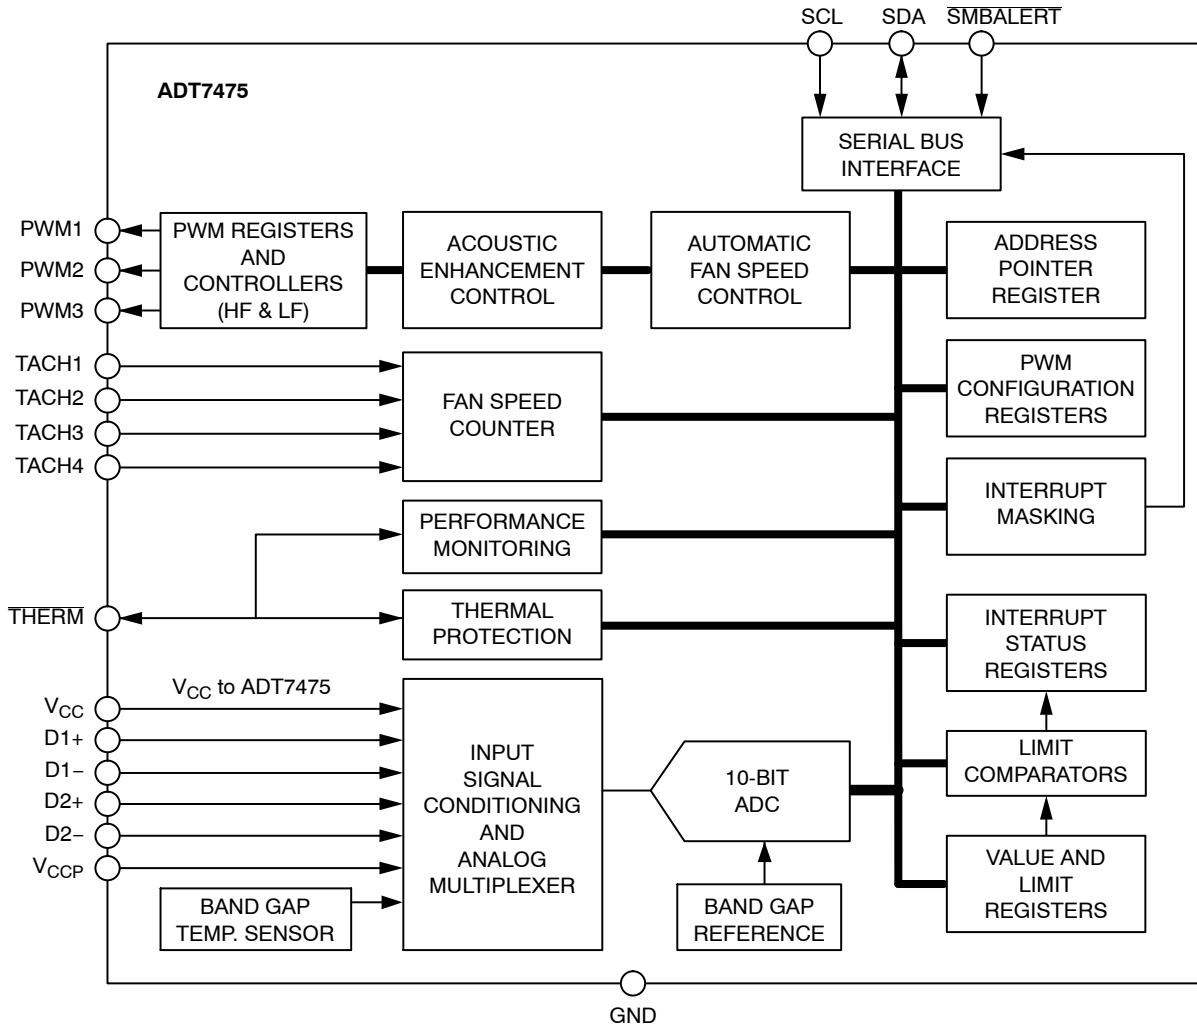 SCL SDA SMBALERT
ADT7475
SERIAL BUS
INTERFACE
PWM1
PWM2
PWM3
PWM REGISTERS
AND
CONTROLLERS
(HF & LF)
ACOUSTIC
ENHANCEMENT
CONTROL
AUTOMATIC
FAN SPEED
CONTROL
ADDRESS
POINTER
REGISTER
TACH1
TACH2
TACH3
TACH4
FAN SPEED
COUNTER
PWM
CONFIGURATION
REGISTERS
INTERRUPT
MASKING
PERFORMANCE
MONITORING
THERM
THERMAL
PROTECTION
INTERRUPT
STATUS
REGISTERS
VCC to ADT7475
VCC
D1+
D1−
D2+
D2−
VCCP
INPUT
SIGNAL
CONDITIONING
AND
ANALOG
MULTIPLEXER
10-BIT
ADC
LIMIT
COMPARATORS
VALUE AND
LIMIT
REGISTERS
BAND GAP
TEMP. SENSOR
BAND GAP
REFERENCE
GND